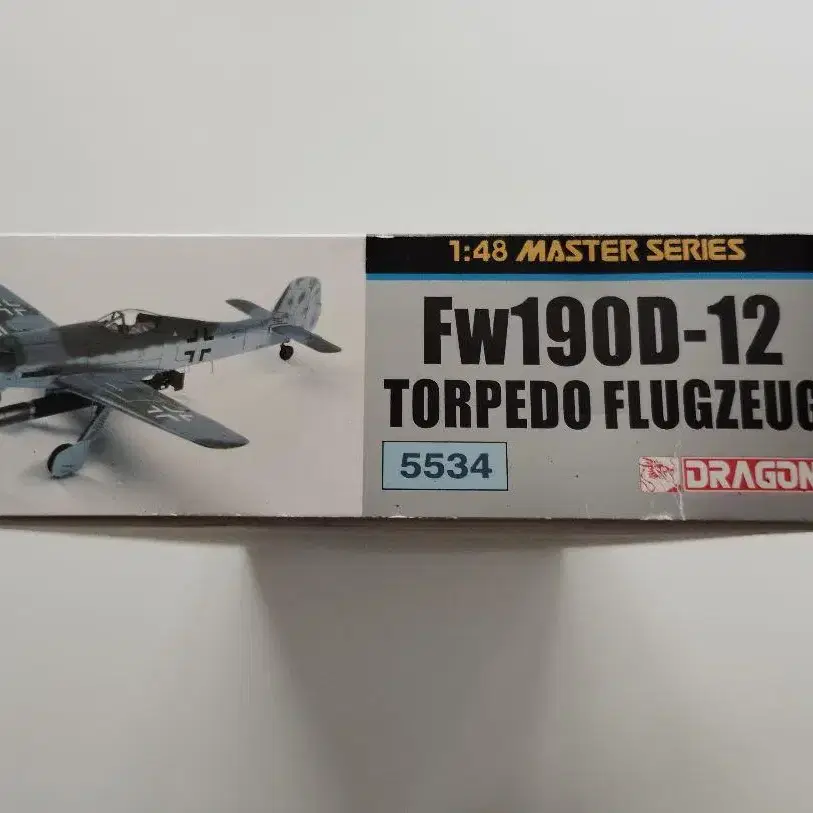 1:48 MASTER SERIES
Fw190D-12
TORPEDO FLUGZEUG
5534
DRAGON